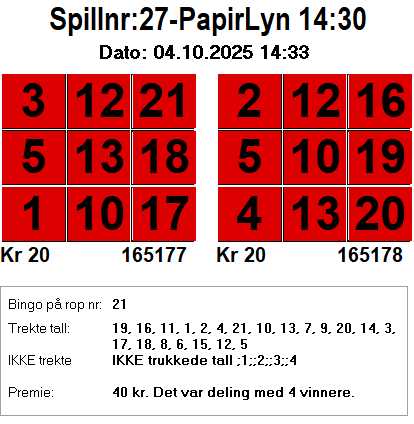 Spillnr:27-PapirLyn 14:30
Dato: 04.10.2025 14:33
3 12 21 2 12 16
5 13 18 5 10 19
1 10 17 4 13 20
Kr 20 165177 Kr 20 165178
Bingo på rop nr: 21
Trekte tall: 19, 16, 11, 1, 2, 4, 21, 10, 13, 7, 9, 20, 14, 3,
17, 18, 8, 6, 15, 12, 5
IKKE trekte IKKE trukkede tall ;1;;2;;3;;4
Premie: 40 kr. Det var deling med 4 vinnere.